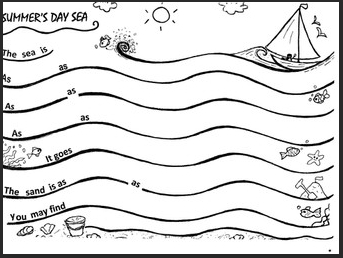 SUMMER'S DAY SEA
The sea is
As as
As as
As as
It goes
The sand is as as
You may find